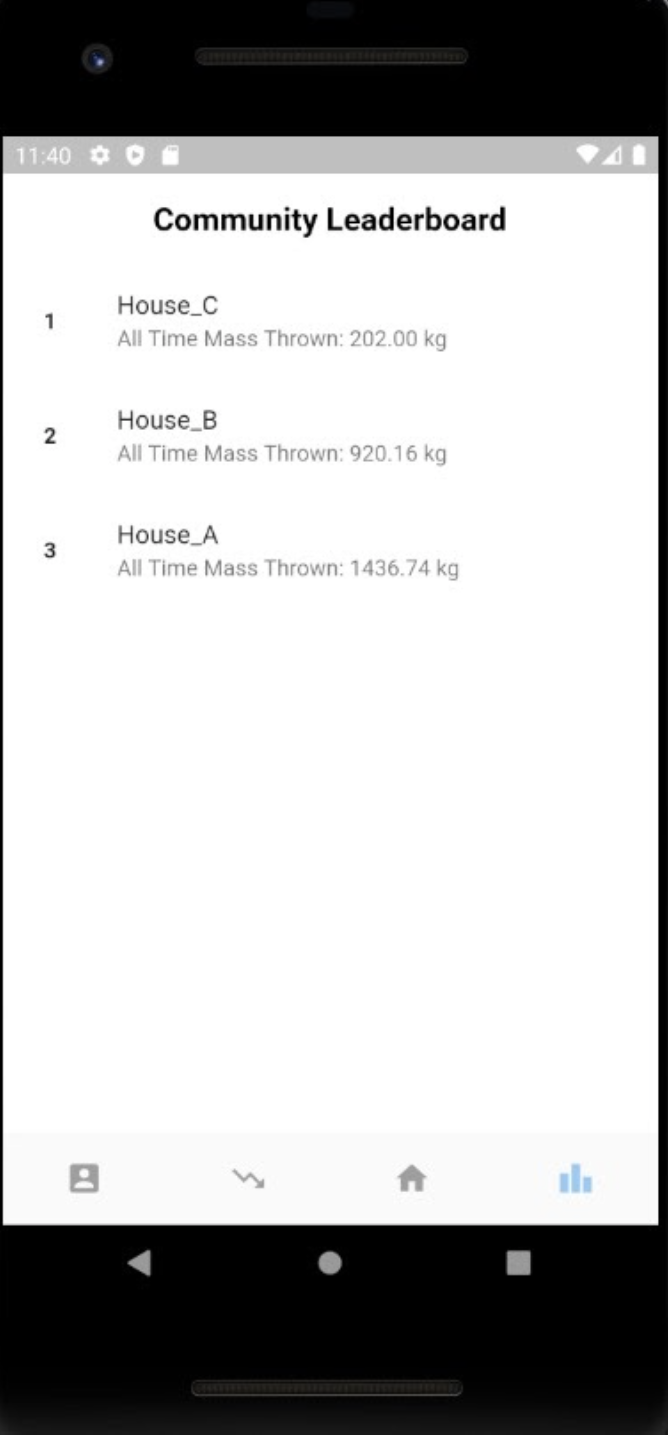 11:40
Community Leaderboard
1
House_C
All Time Mass Thrown: 202.00 kg
2
House_B
All Time Mass Thrown: 920.16 kg
3
House_A
All Time Mass Thrown: 1436.74 kg